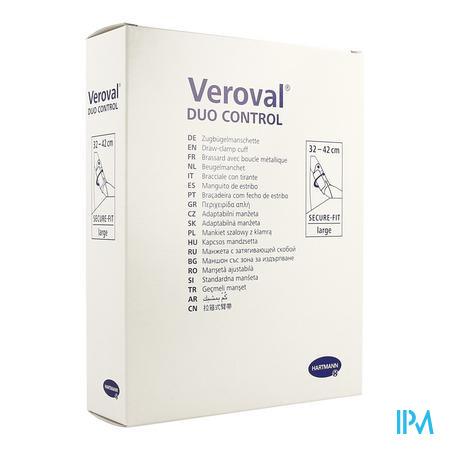 Veroval®
DUO CONTROL
DE Zugbügelmanschette
EN Draw-clamp cuff
FR Brassard avec boucle métallique
NL Beugelmanchet
IT Bracciale con tirante
ES Manguito de estribo
PT Braçadeira com fecho de estribo
GR Περιχειρίδα απλή
CZ Adaptabilní manžeta
SK Adaptabilná manžeta
PL Mankiet szalowy z klamrą
HU Kapcsos mandzsetta
RU Манжета с затягивающей скобой
BG Маншон със зона за издърпване
RO Manşetă ajustabilă
SI Standardna manšeta
TR Geçmeli manşet
AR كُمّ بمشبك
CN 拉箍式臂带
32 – 42 cm
SECURE-FIT
large
32 – 42 cm
SECURE-FIT
large
HARTMANN
IPM